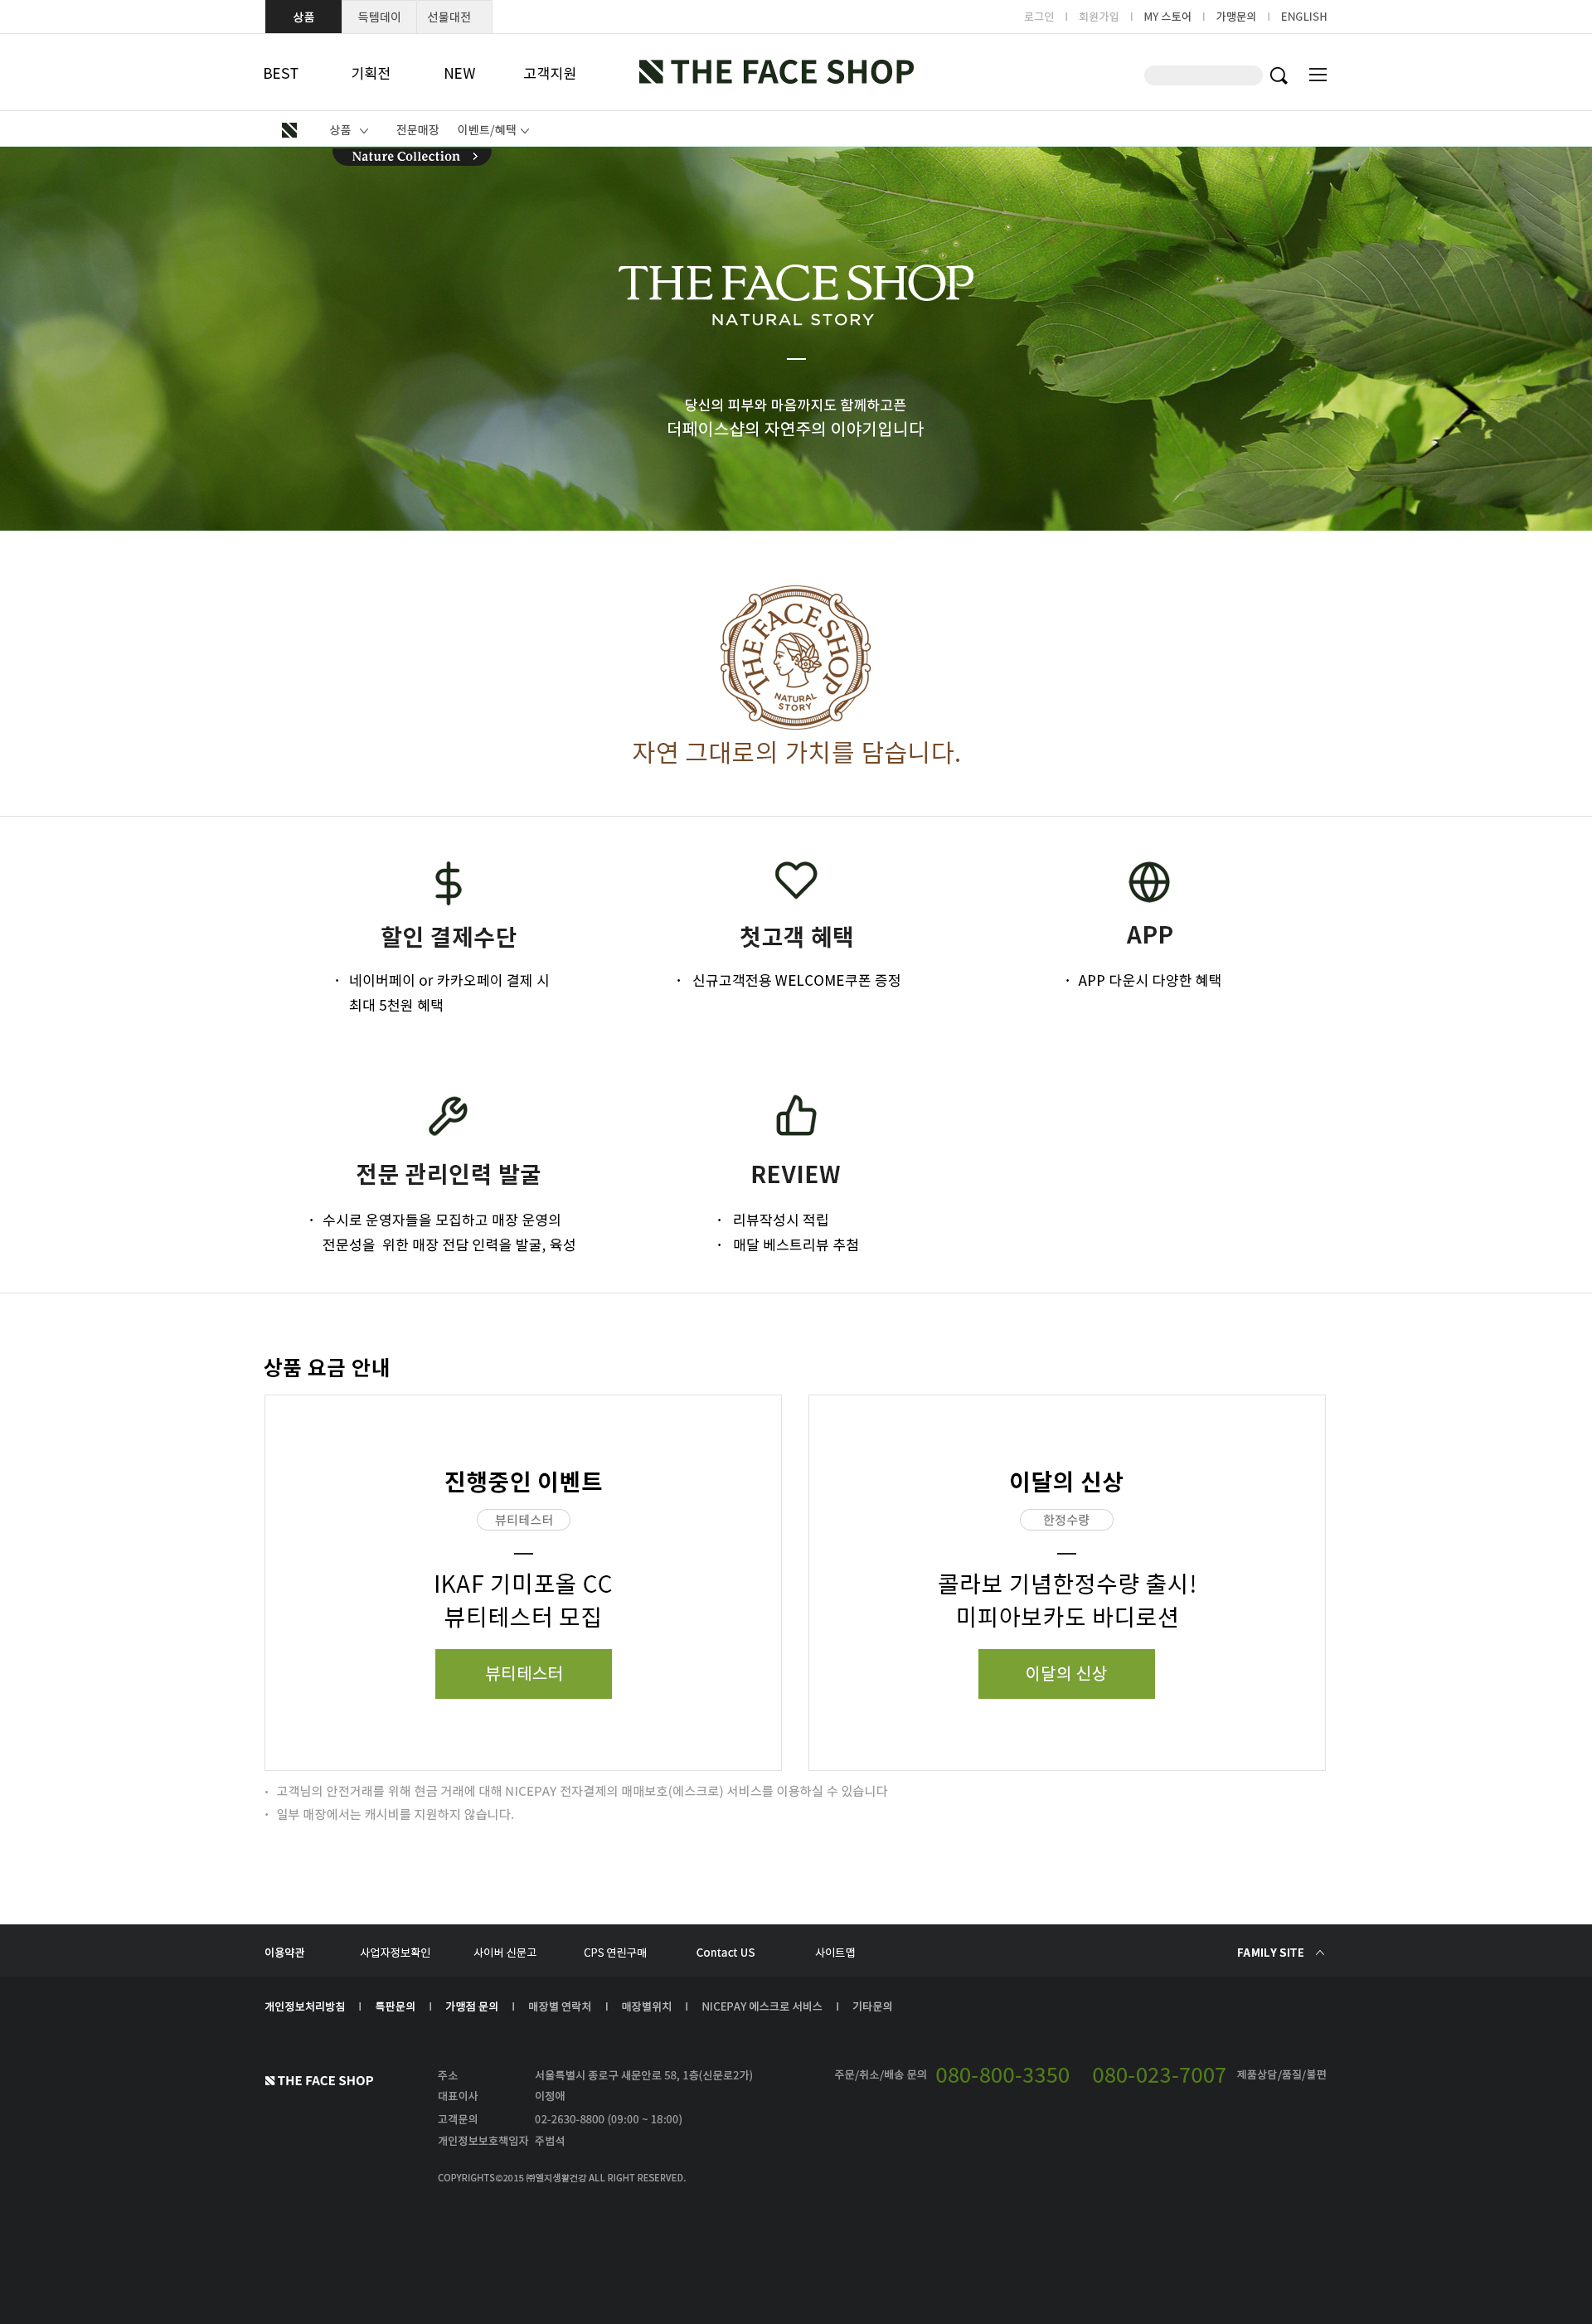 상품 득템데이 선물대전 로그인 회원가입 MY 스토어 가맹문의 ENGLISH
BEST 기획전 NEW 고객지원 THE FACE SHOP
상품 전문매장 이벤트/혜택
Nature Collection
THE FACE SHOP
NATURAL STORY
당신의 피부와 마음까지도 함께하고픈
더페이스샵의 자연주의 이야기입니다
THE FACE SHOP
NATURAL
STORY
자연 그대로의 가치를 담습니다.
할인 결제수단
· 네이버페이 or 카카오페이 결제 시
최대 5천원 혜택
첫고객 혜택
· 신규고객전용 WELCOME쿠폰 증정
APP
· APP 다운시 다양한 혜택
전문 관리인력 발굴
· 수시로 운영자들을 모집하고 매장 운영의
전문성을 위한 매장 전담 인력을 발굴, 육성
REVIEW
· 리뷰작성시 적립
· 매달 베스트리뷰 추첨
상품 요금 안내
진행중인 이벤트
뷰티테스터
IKAF 기미포올 CC
뷰티테스터 모집
뷰티테스터
이달의 신상
한정수량
콜라보 기념한정수량 출시!
미피아보카도 바디로션
이달의 신상
· 고객님의 안전거래를 위해 현금 거래에 대해 NICEPAY 전자결제의 매매보호(에스크로) 서비스를 이용하실 수 있습니다
· 일부 매장에서는 캐시비를 지원하지 않습니다.
이용약관 사업자정보확인 사이버 신문고 CPS 연린구매 Contact US 사이트맵 FAMILY SITE
개인정보처리방침 특판문의 가맹점 문의 매장별 연락처 매장별위치 NICEPAY 에스크로 서비스 기타문의
THE FACE SHOP
주소 서울특별시 종로구 새문안로 58, 1층(신문로2가)
대표이사 이정애
고객문의 02-2630-8800 (09:00 ~ 18:00)
개인정보보호책임자 주범석
주문/취소/배송 문의 080-800-3350 080-023-7007 제품상담/품질/불편
COPYRIGHTS©2015 ㈜엘지생활건강 ALL RIGHT RESERVED.